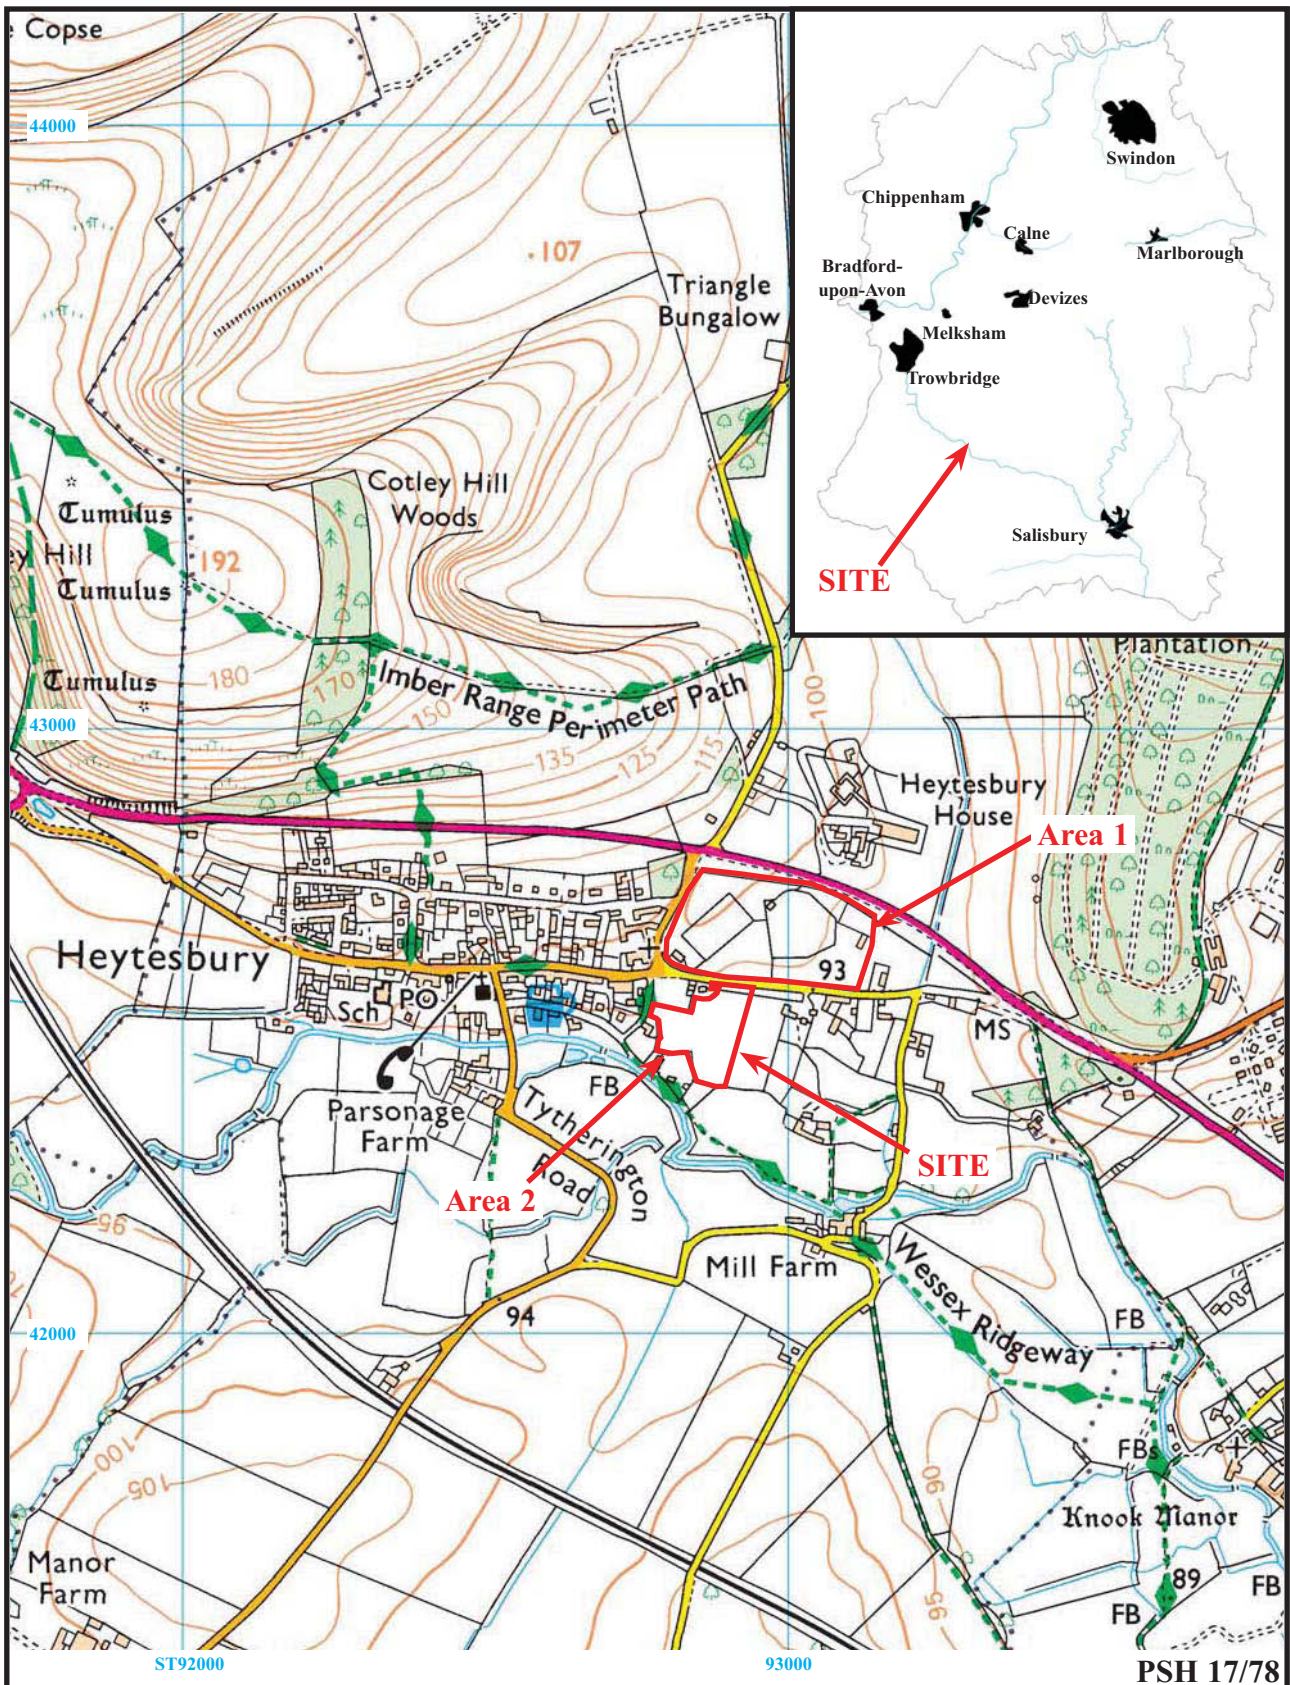 Copse
44000
107
Triangle
Bungalow
Swindon
Chippenham
Calne
Marlborough
Bradford-
upon-Avon
Devizes
Melksham
Trowbridge
Salisbury
SITE
Cotley Hill
Woods
Tumulus
ey Hill
192
Tumulus
Tumulus
180
170
150
Imber Range Perimeter Path
135
125
115
100
Plantation
43000
Heytesbury
House
Area 1
Heytesbury
93
Sch
PO
MS
FB
Parsonage
Farm
Tytherington
Road
SITE
Area 2
95
Mill Farm
Wessex Ridgeway
94
42000
FB
100
105
90
FBs
Knook Manor
Manor
Farm
95
89
FB
FB
ST92000
93000
PSH 17/78